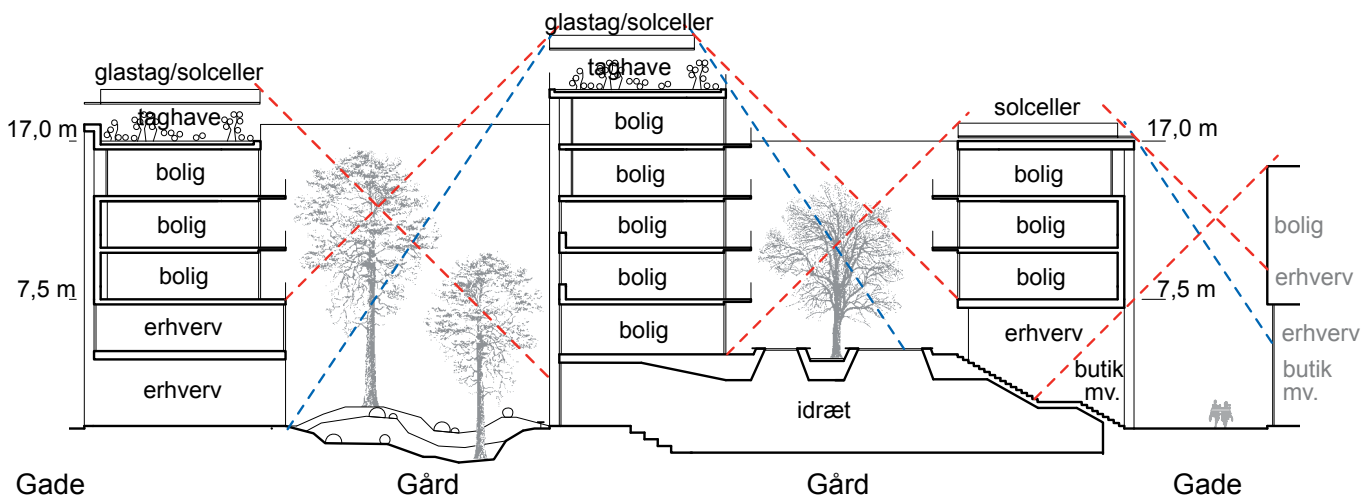 glastag/solceller
taghave
17,0 m
bolig
bolig
bolig
7,5 m
erhverv
erhverv
glastag/solceller
taghave
bolig
bolig
bolig
bolig
bolig
idræt
solceller
17,0 m
bolig
bolig
bolig
7,5 m
erhverv
butik
mv.
bolig
erhverv
erhverv
butik
mv.
Gade
Gård
Gård
Gade